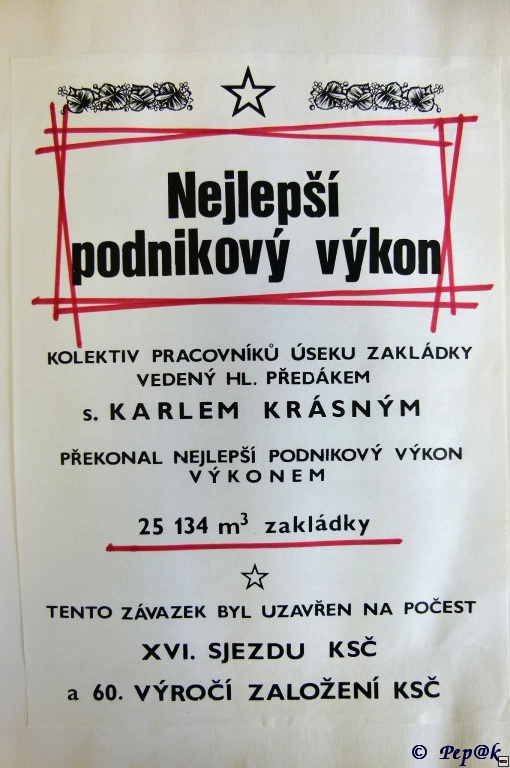 Nejlepší
podnikový výkon
KOLEKTIV PRACOVNÍKŮ ÚSEKU ZAKLÁDKY
VEDENÝ HL. PŘEDÁKEM
s. KARLEM KRÁSNÝM
PŘEKONAL NEJLEPŠÍ PODNIKOVÝ VÝKON
VÝKONEM
25 134 m³ zakládky
TENTO ZÁVAZEK BYL UZAVŘEN NA POČEST
XVI. SJEZDU KSČ
a 60. VÝROČÍ ZALOŽENÍ KSČ
© Pep@k